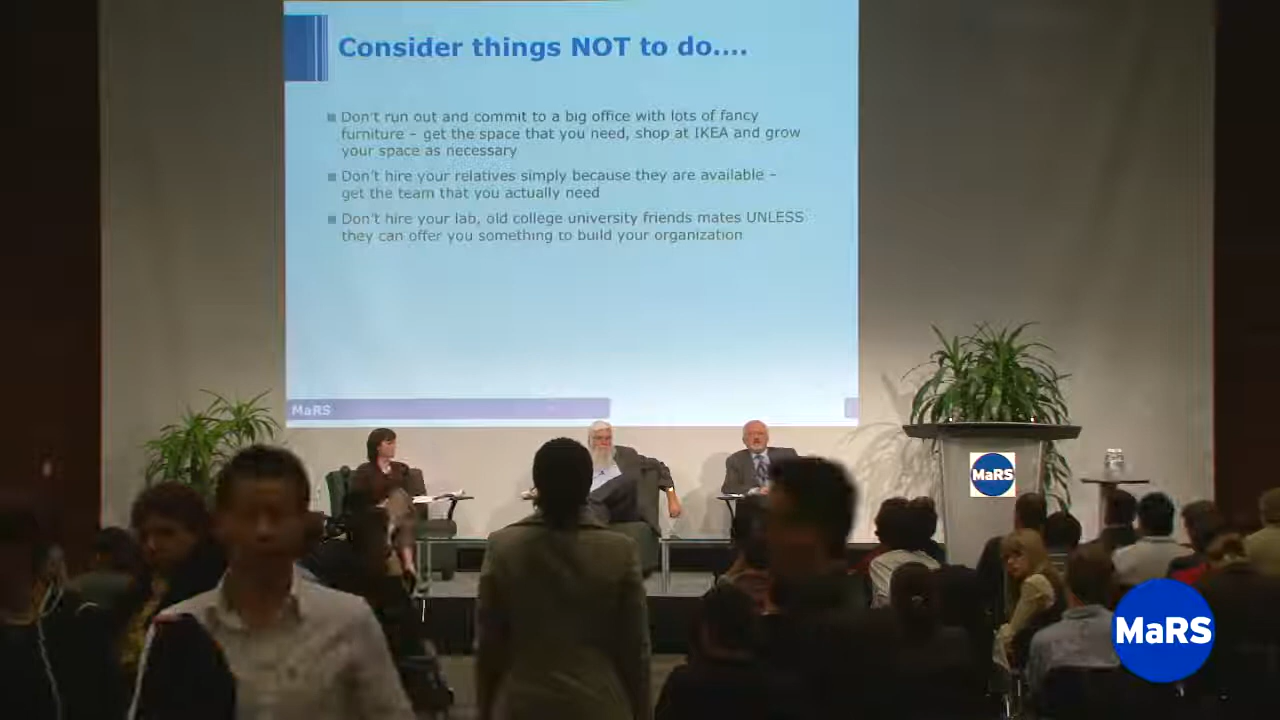 Consider things NOT to do....
Don't run out and commit to a big office with lots of fancy
furniture – get the space that you need, shop at IKEA and grow
your space as necessary
Don't hire your relatives simply because they are available –
get the team that you actually need
Don't hire your lab, old college university friends mates UNLESS
they can offer you something to build your organization
MaRS
MaRS
MaRS